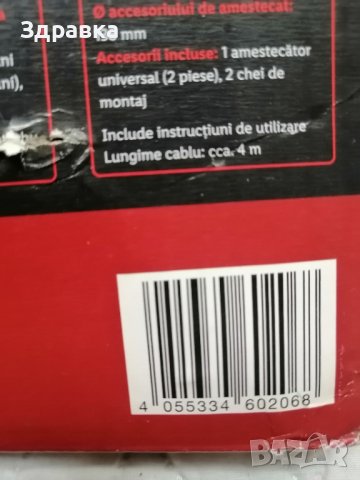 Здравка
Ø accesoriului de amestecat:
mm
Accesorii incluse: 1 amestecător
universal (2 piese), 2 chei de
montaj
Include instrucțiuni de utilizare
Lungime cablu: cca. 4 m
4 055334 602068
BAZAR